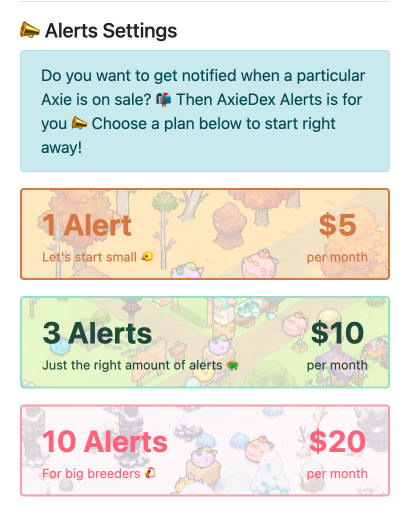 📣 Alerts Settings
Do you want to get notified when a particular
Axie is on sale? 📬 Then AxieDex Alerts is for
you 📣 Choose a plan below to start right
away!
1 Alert $5
Let's start small 🐤 per month
3 Alerts $10
Just the right amount of alerts per month
10 Alerts $20
For big breeders per month